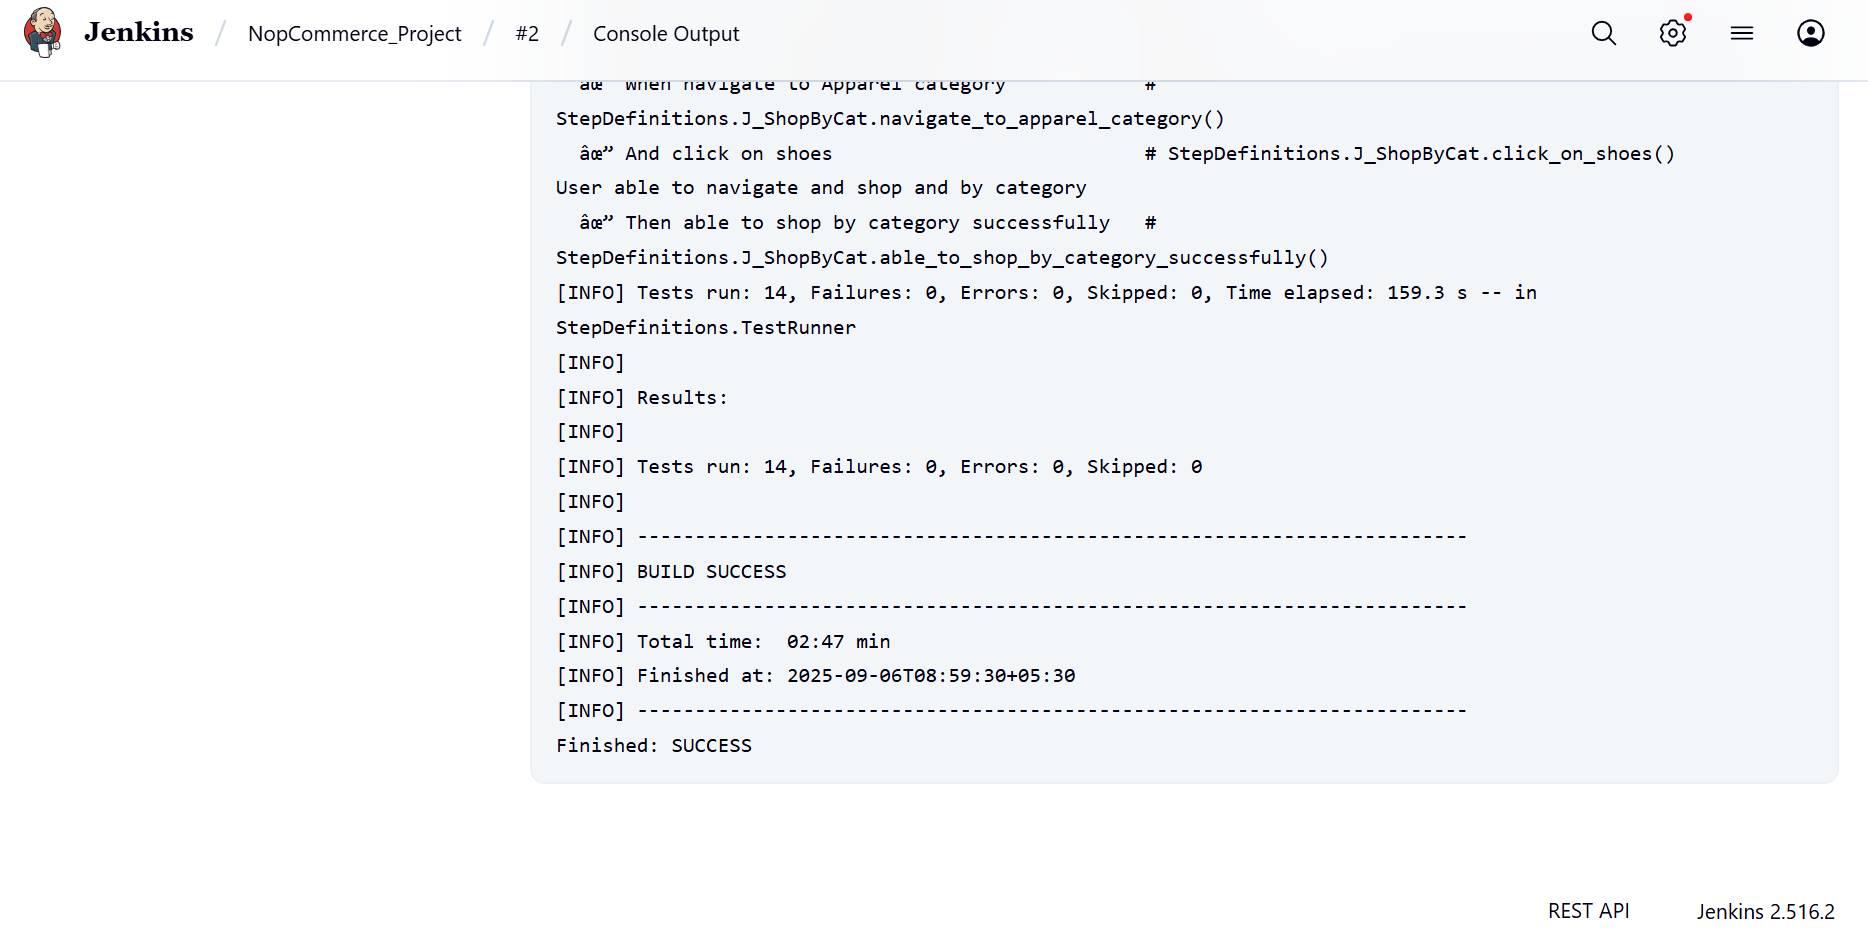 Jenkins / NopCommerce_Project / #2 / Console Output
âœ” When navigate to Apparel category #
StepDefinitions.J_ShopByCat.navigate_to_apparel_category()
âœ” And click on shoes # StepDefinitions.J_ShopByCat.click_on_shoes()
User able to navigate and shop and by category
âœ” Then able to shop by category successfully #
StepDefinitions.J_ShopByCat.able_to_shop_by_category_successfully()
[INFO] Tests run: 14, Failures: 0, Errors: 0, Skipped: 0, Time elapsed: 159.3 s -- in
StepDefinitions.TestRunner
[INFO]
[INFO] Results:
[INFO]
[INFO] Tests run: 14, Failures: 0, Errors: 0, Skipped: 0
[INFO]
[INFO] ------------------------------------------------------------------------
[INFO] BUILD SUCCESS
[INFO] ------------------------------------------------------------------------
[INFO] Total time:  02:47 min
[INFO] Finished at: 2025-09-06T08:59:30+05:30
[INFO] ------------------------------------------------------------------------
Finished: SUCCESS
REST API Jenkins 2.516.2